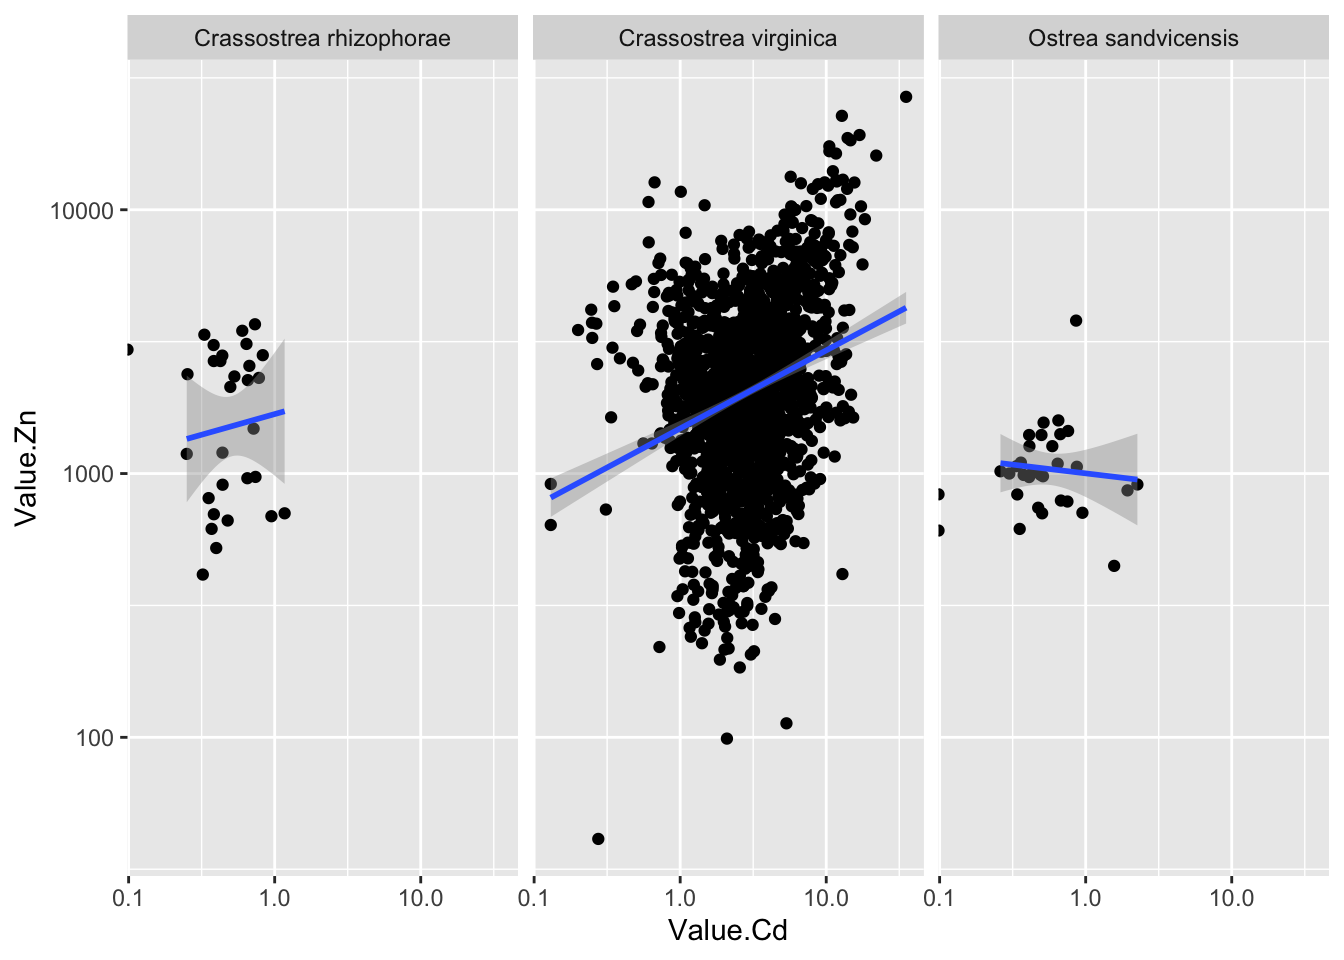 Crassostrea rhizophorae
Crassostrea virginica
Ostrea sandvicensis
Value.Zn
10000
1000
100
0.1
1.0
10.0
0.1
1.0
10.0
0.1
1.0
10.0
Value.Cd